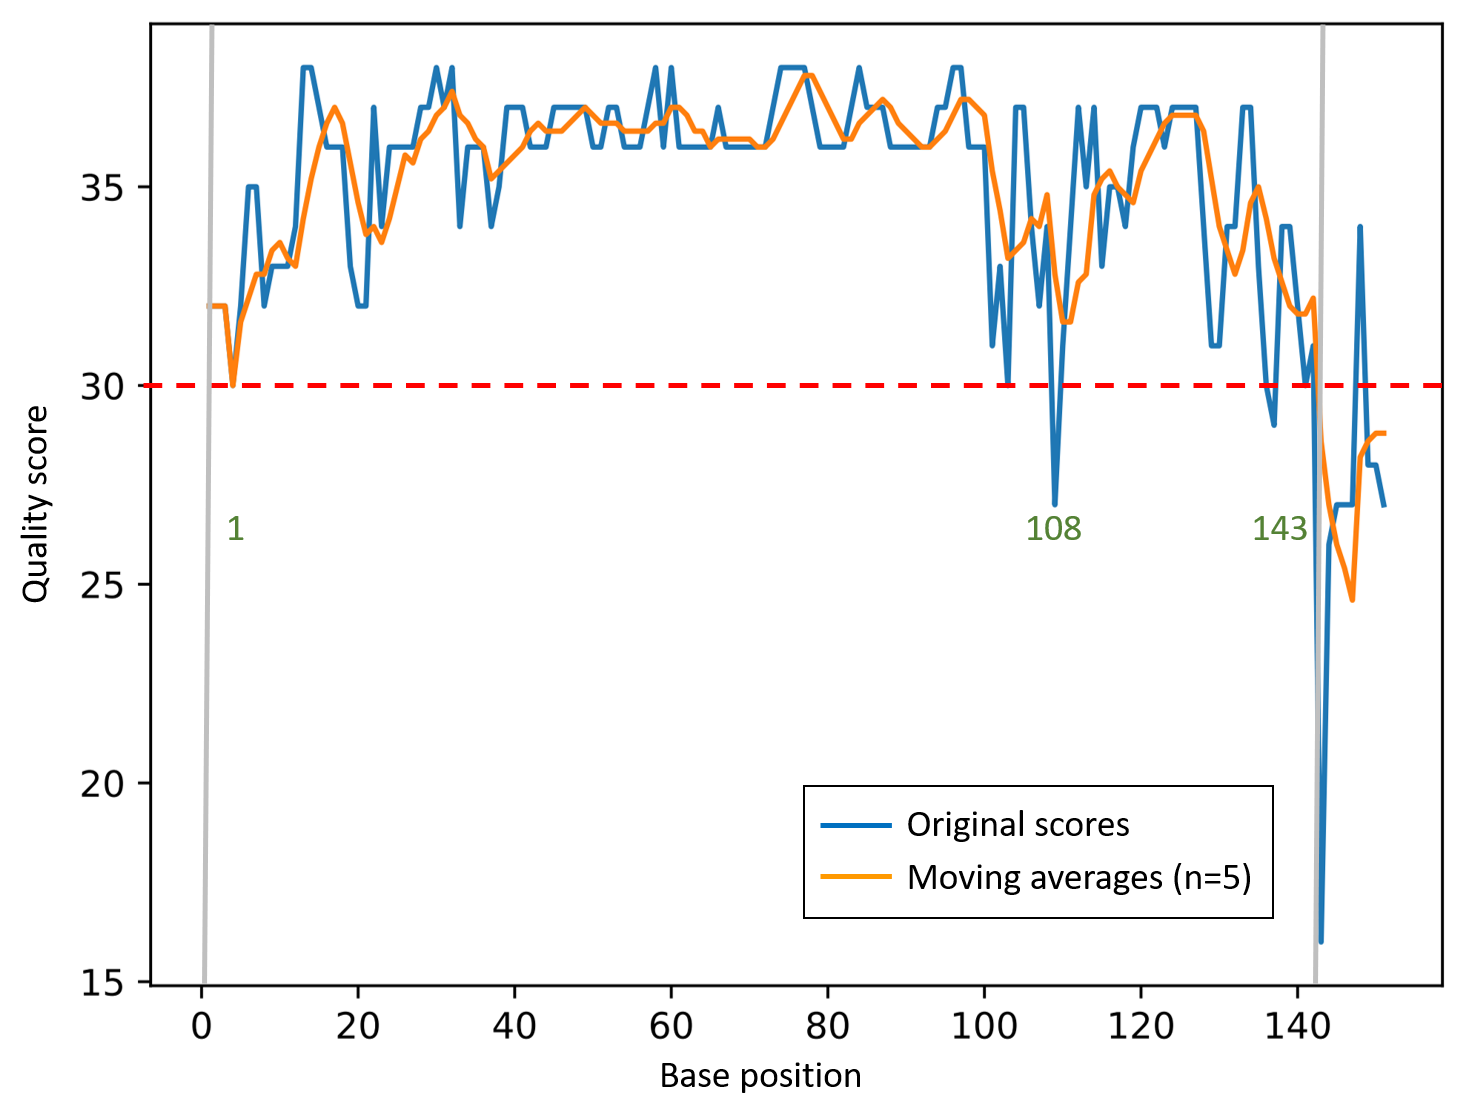 35
30
25
20
15
Quality score
1
108
143
Original scores
Moving averages (n=5)
0 20 40 60 80 100 120 140
Base position